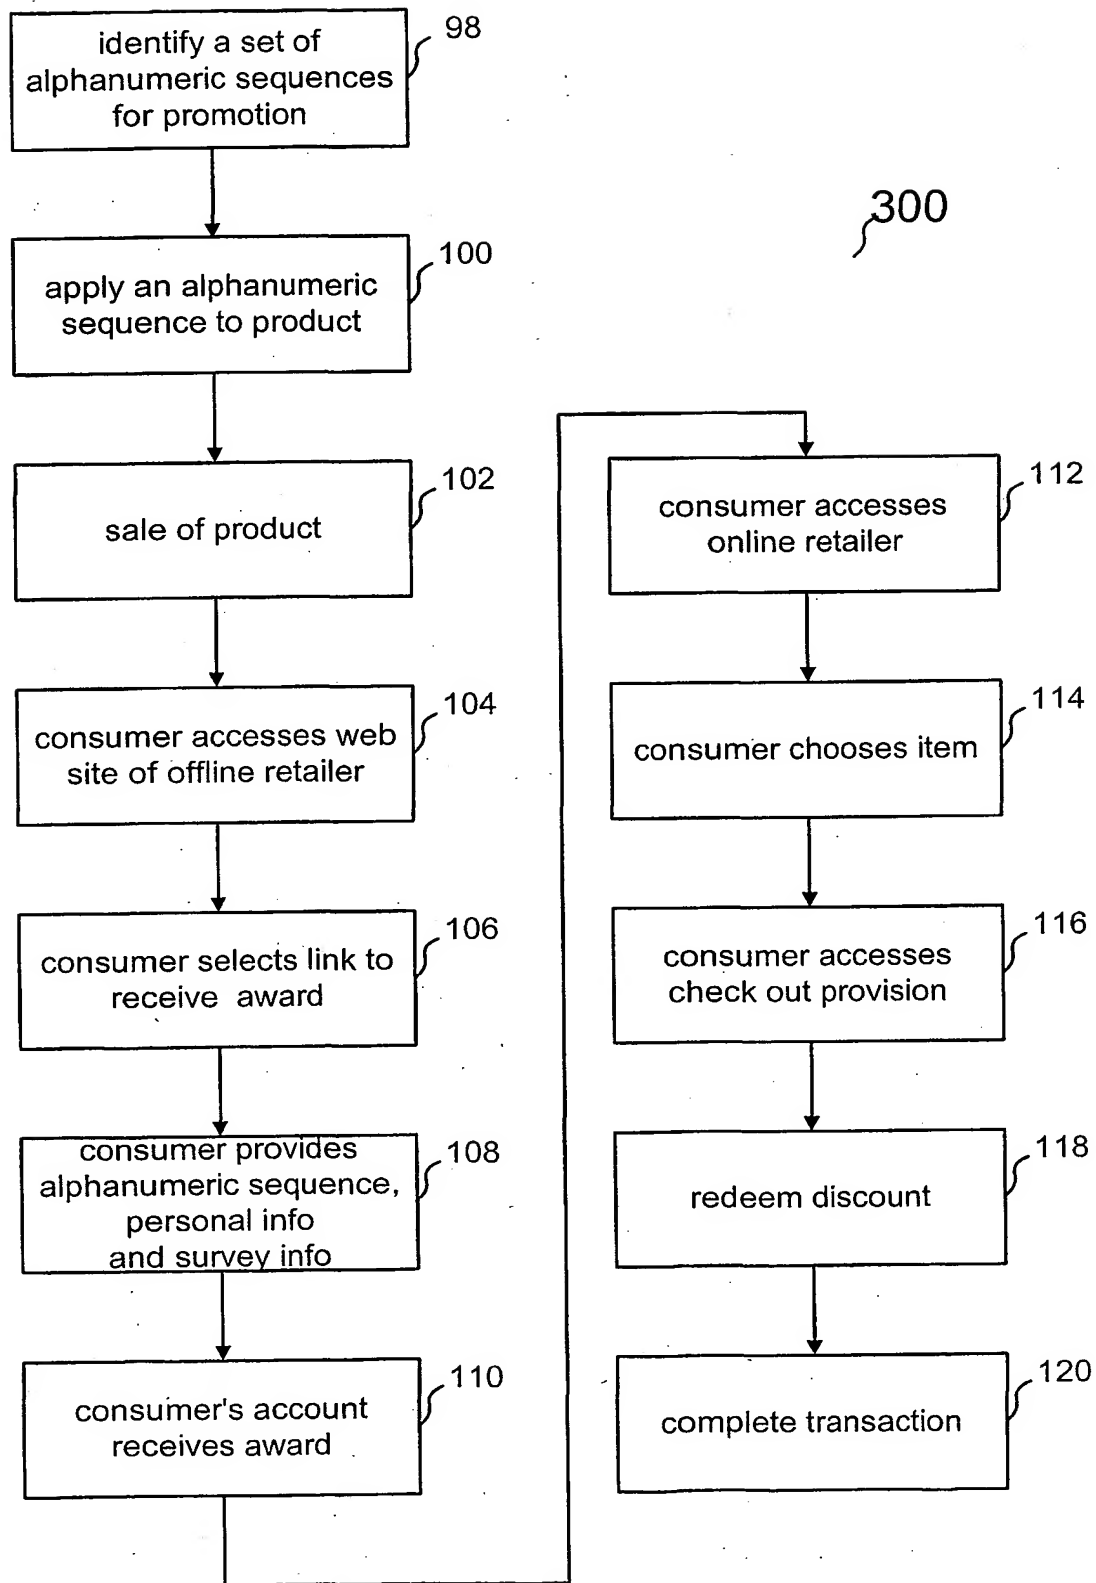 identify a set of
alphanumeric sequences
for promotion
98
apply an alphanumeric
sequence to product
100
sale of product
102
consumer accesses web
site of offline retailer
104
consumer selects link to
receive award
106
consumer provides
alphanumeric sequence,
personal info
and survey info
108
consumer's account
receives award
110
300
consumer accesses
online retailer
112
consumer chooses item
114
consumer accesses
check out provision
116
redeem discount
118
complete transaction
120